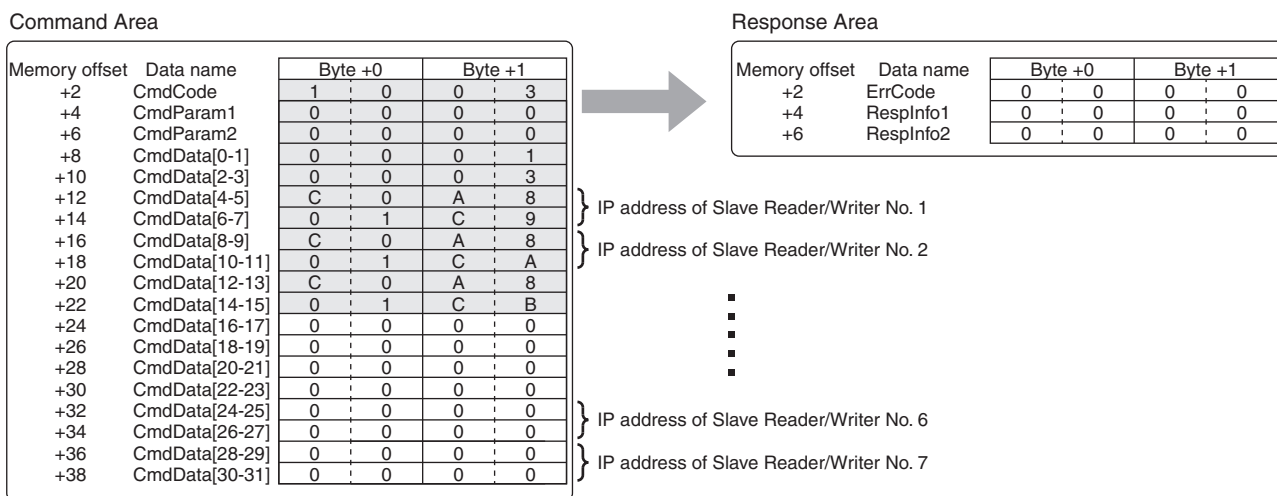 Command Area
Memory offset Data name Byte +0 Byte +1
+2 CmdCode 1 0 0 3
+4 CmdParam1 0 0 0 0
+6 CmdParam2 0 0 0 0
+8 CmdData[0-1] 0 0 0 1
+10 CmdData[2-3] 0 0 0 3
+12 CmdData[4-5] C 0 A 8
+14 CmdData[6-7] 0 1 C 9
+16 CmdData[8-9] C 0 A 8
+18 CmdData[10-11] 0 1 C A
+20 CmdData[12-13] C 0 A 8
+22 CmdData[14-15] 0 1 C B
+24 CmdData[16-17] 0 0 0 0
+26 CmdData[18-19] 0 0 0 0
+28 CmdData[20-21] 0 0 0 0
+30 CmdData[22-23] 0 0 0 0
+32 CmdData[24-25] 0 0 0 0
+34 CmdData[26-27] 0 0 0 0
+36 CmdData[28-29] 0 0 0 0
+38 CmdData[30-31] 0 0 0 0
IP address of Slave Reader/Writer No. 1
IP address of Slave Reader/Writer No. 2
IP address of Slave Reader/Writer No. 6
IP address of Slave Reader/Writer No. 7
Response Area
Memory offset Data name Byte +0 Byte +1
+2 ErrCode 0 0 0 0
+4 RespInfo1 0 0 0 0
+6 RespInfo2 0 0 0 0